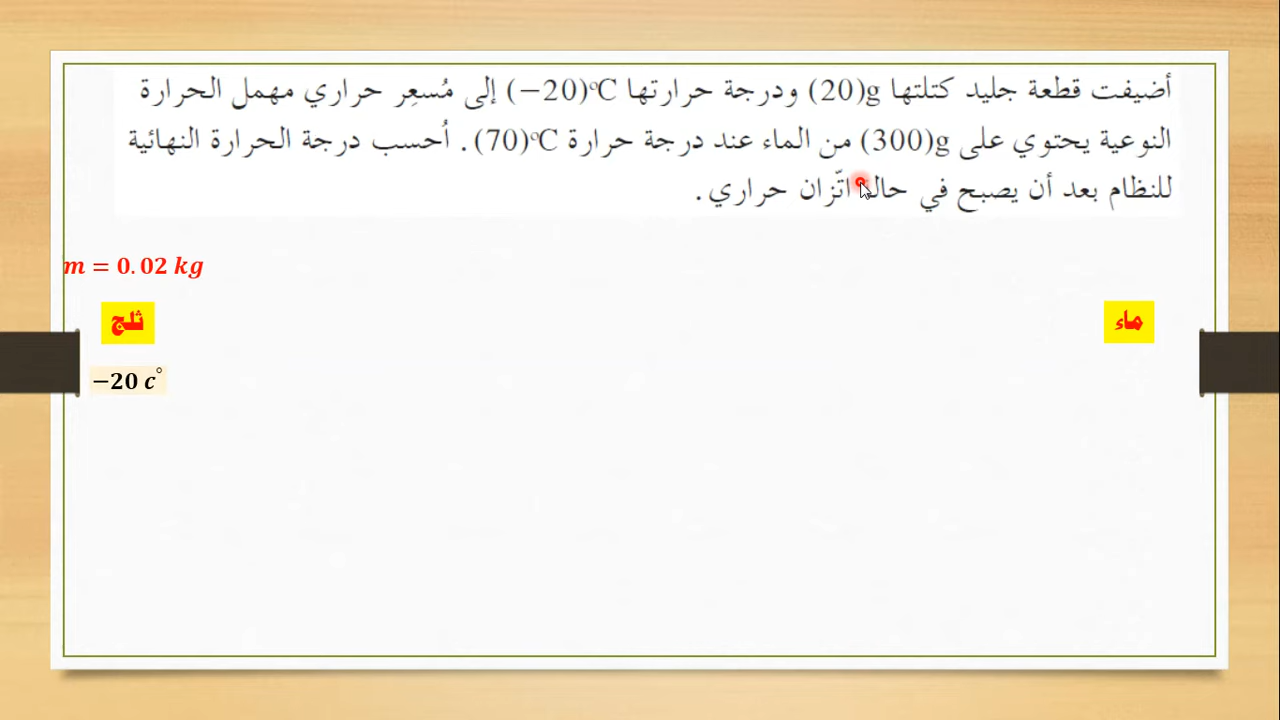 أضيفت قطعة جليد كتلتها g(20) ودرجة حرارتها °C(−20) إلى مُسعِر حراري مهمل الحرارة
النوعية يحتوي على g(300) من الماء عند درجة حرارة °C(70). اُحسب درجة الحرارة النهائية
للنظام بعد أن يصبح في حالة اتّزان حراري.
m = 0.02 kg
ثلج
ماء
−20 c°